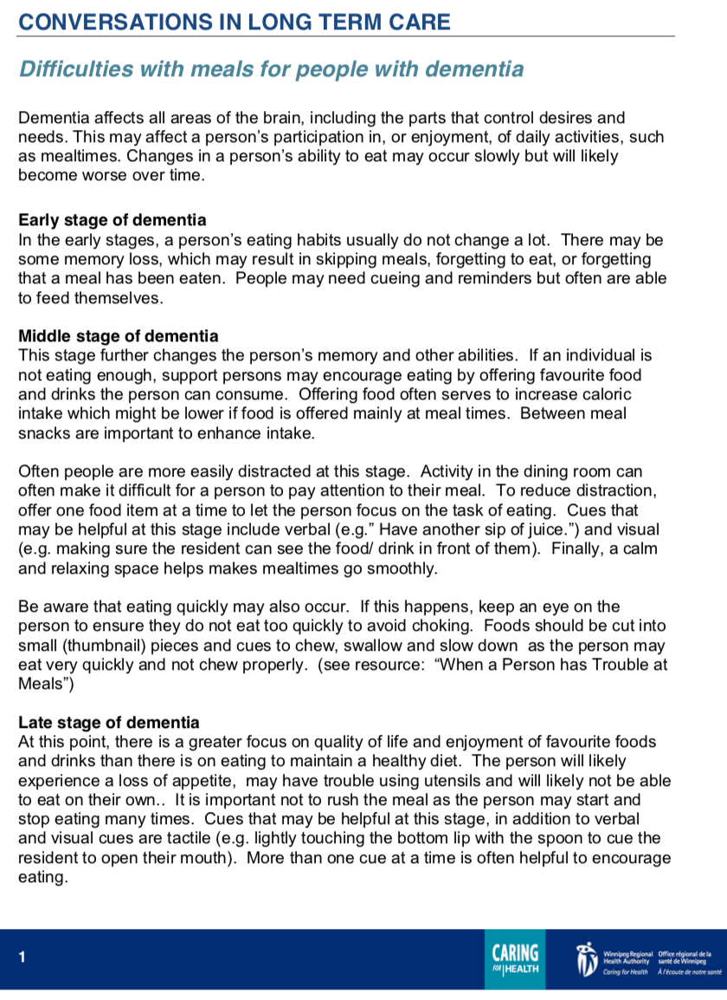 CONVERSATIONS IN LONG TERM CARE
Difficulties with meals for people with dementia
Dementia affects all areas of the brain, including the parts that control desires and
needs. This may affect a person's participation in, or enjoyment, of daily activities, such
as mealtimes. Changes in a person's ability to eat may occur slowly but will likely
become worse over time.
Early stage of dementia
In the early stages, a person's eating habits usually do not change a lot.  There may be
some memory loss, which may result in skipping meals, forgetting to eat, or forgetting
that a meal has been eaten.  People may need cueing and reminders but often are able
to feed themselves.
Middle stage of dementia
This stage further changes the person's memory and other abilities.  If an individual is
not eating enough, support persons may encourage eating by offering favourite food
and drinks the person can consume.  Offering food often serves to increase caloric
intake which might be lower if food is offered mainly at meal times.  Between meal
snacks are important to enhance intake.
Often people are more easily distracted at this stage.  Activity in the dining room can
often make it difficult for a person to pay attention to their meal.  To reduce distraction,
offer one food item at a time to let the person focus on the task of eating.  Cues that
may be helpful at this stage include verbal (e.g.” Have another sip of juice.”) and visual
(e.g. making sure the resident can see the food/ drink in front of them).  Finally, a calm
and relaxing space helps makes mealtimes go smoothly.
Be aware that eating quickly may also occur.  If this happens, keep an eye on the
person to ensure they do not eat too quickly to avoid choking.  Foods should be cut into
small (thumbnail) pieces and cues to chew, swallow and slow down  as the person may
eat very quickly and not chew properly.  (see resource:  “When a Person has Trouble at
Meals”)
Late stage of dementia
At this point, there is a greater focus on quality of life and enjoyment of favourite foods
and drinks than there is on eating to maintain a healthy diet.  The person will likely
experience a loss of appetite,  may have trouble using utensils and will likely not be able
to eat on their own..  It is important not to rush the meal as the person may start and
stop eating many times.  Cues that may be helpful at this stage, in addition to verbal
and visual cues are tactile (e.g. lightly touching the bottom lip with the spoon to cue the
resident to open their mouth).  More than one cue at a time is often helpful to encourage
eating.
1
CARING
FOR HEALTH
Winnipeg Regional
Health Authority
Caring for Health
Office régional de la
santé de Winnipeg
À l'écoute de notre santé